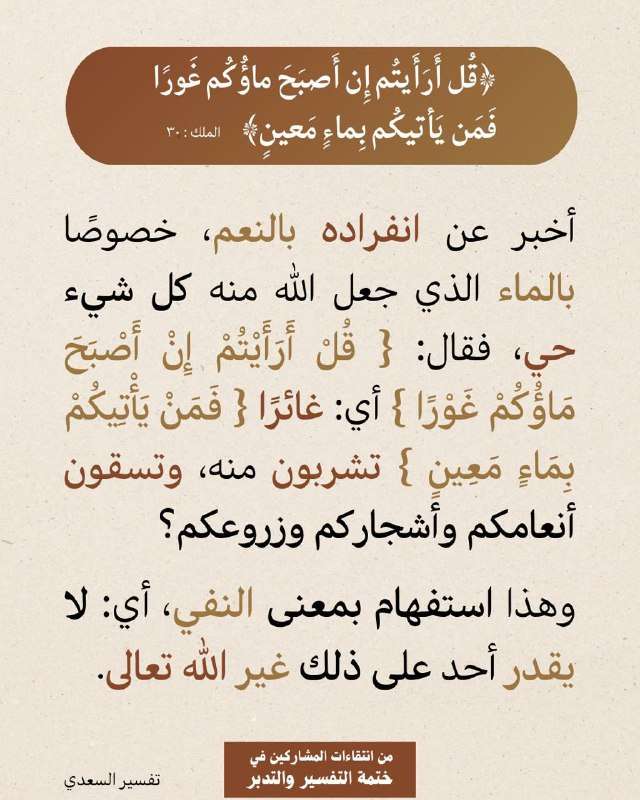 ﴿قُل أَرَأَيتُم إِن أَصبَحَ ماؤُكُم غَورًا
فَمَن يَأتيكُم بِماءٍ مَعينٍ﴾ الملك : ٣٠
أخبر عن انفراده بالنعم، خصوصًا
بالماء الذي جعل الله منه كل شيء
حي، فقال: { قُلْ أَرَأَيْتُمْ إِنْ أَصْبَحَ
مَاؤُكُمْ غَوْرًا } أي: غائرًا { فَمَنْ يَأْتِيكُمْ
بِمَاءٍ مَعِينٍ } تشربون منه، وتسقون
أنعامكم وأشجاركم وزروعكم؟
وهذا استفهام بمعنى النفي، أي: لا
يقدر أحد على ذلك غير الله تعالى.
من انتقاءات المشاركين في
ختمة التفسير والتدبر
تفسير السعدي